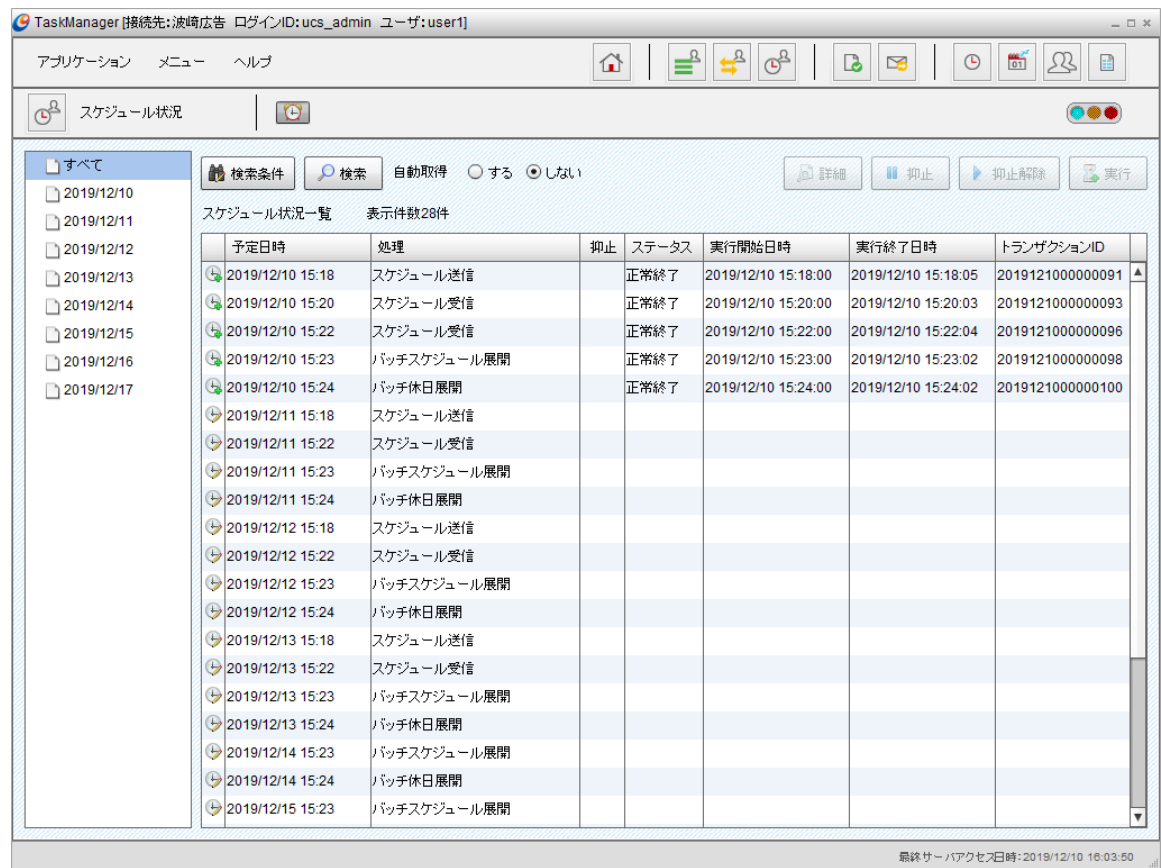 TaskManager [接続先:波崎広告 ログインID:ucs_admin ユーザ:user1]
アプリケーション メニュー ヘルプ
01
スケジュール状況
すべて
2019/12/10
2019/12/11
2019/12/12
2019/12/13
2019/12/14
2019/12/15
2019/12/16
2019/12/17
検索条件 検索 自動取得 する しない 詳細 抑止 抑止解除 実行
スケジュール状況一覧 表示件数28件
予定日時 処理 抑止 ステータス 実行開始日時 実行終了日時 トランザクションID
2019/12/10 15:18 スケジュール送信 正常終了 2019/12/10 15:18:00 2019/12/10 15:18:05 2019121000000091
2019/12/10 15:20 スケジュール受信 正常終了 2019/12/10 15:20:00 2019/12/10 15:20:03 2019121000000093
2019/12/10 15:22 スケジュール受信 正常終了 2019/12/10 15:22:00 2019/12/10 15:22:04 2019121000000096
2019/12/10 15:23 バッチスケジュール展開 正常終了 2019/12/10 15:23:00 2019/12/10 15:23:02 2019121000000098
2019/12/10 15:24 バッチ休日展開 正常終了 2019/12/10 15:24:00 2019/12/10 15:24:02 2019121000000100
2019/12/11 15:18 スケジュール送信
2019/12/11 15:22 スケジュール受信
2019/12/11 15:23 バッチスケジュール展開
2019/12/11 15:24 バッチ休日展開
2019/12/12 15:18 スケジュール送信
2019/12/12 15:22 スケジュール受信
2019/12/12 15:23 バッチスケジュール展開
2019/12/12 15:24 バッチ休日展開
2019/12/13 15:18 スケジュール送信
2019/12/13 15:22 スケジュール受信
2019/12/13 15:23 バッチスケジュール展開
2019/12/13 15:24 バッチ休日展開
2019/12/14 15:23 バッチスケジュール展開
2019/12/14 15:24 バッチ休日展開
2019/12/15 15:23 バッチスケジュール展開
最終サーバアクセス日時:2019/12/10 16:03:50